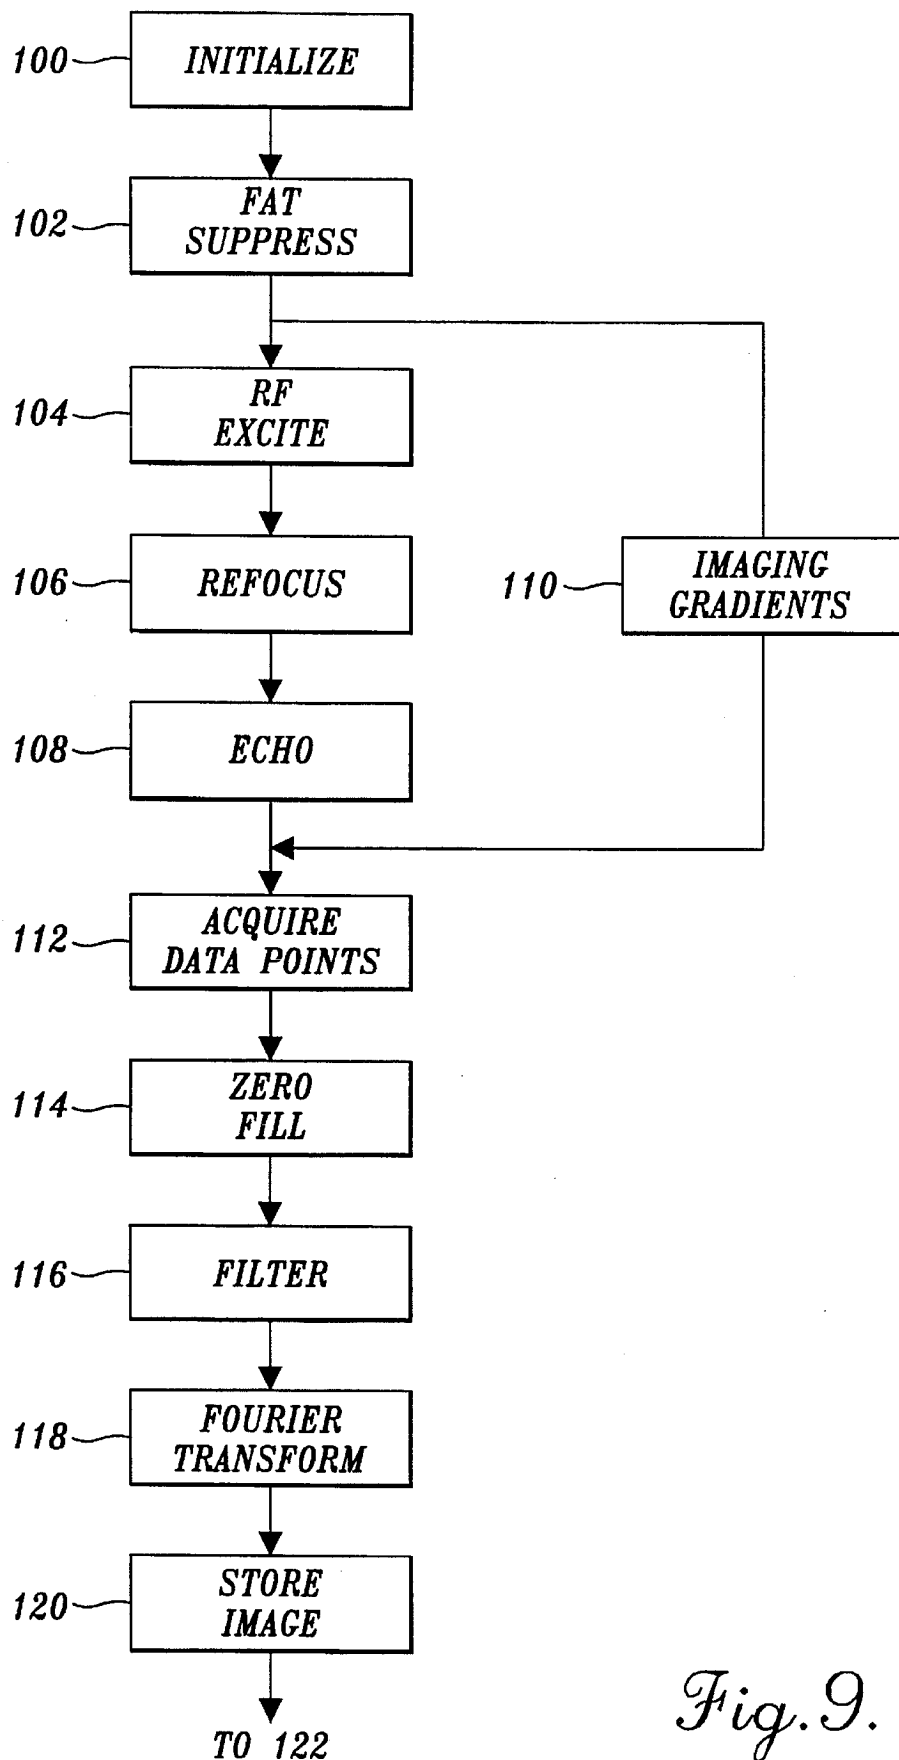 100
INITIALIZE
102
FAT
SUPPRESS
104
RF
EXCITE
106
REFOCUS
110
IMAGING
GRADIENTS
108
ECHO
112
ACQUIRE
DATA POINTS
114
ZERO
FILL
116
FILTER
118
FOURIER
TRANSFORM
120
STORE
IMAGE
TO 122
Fig.9.